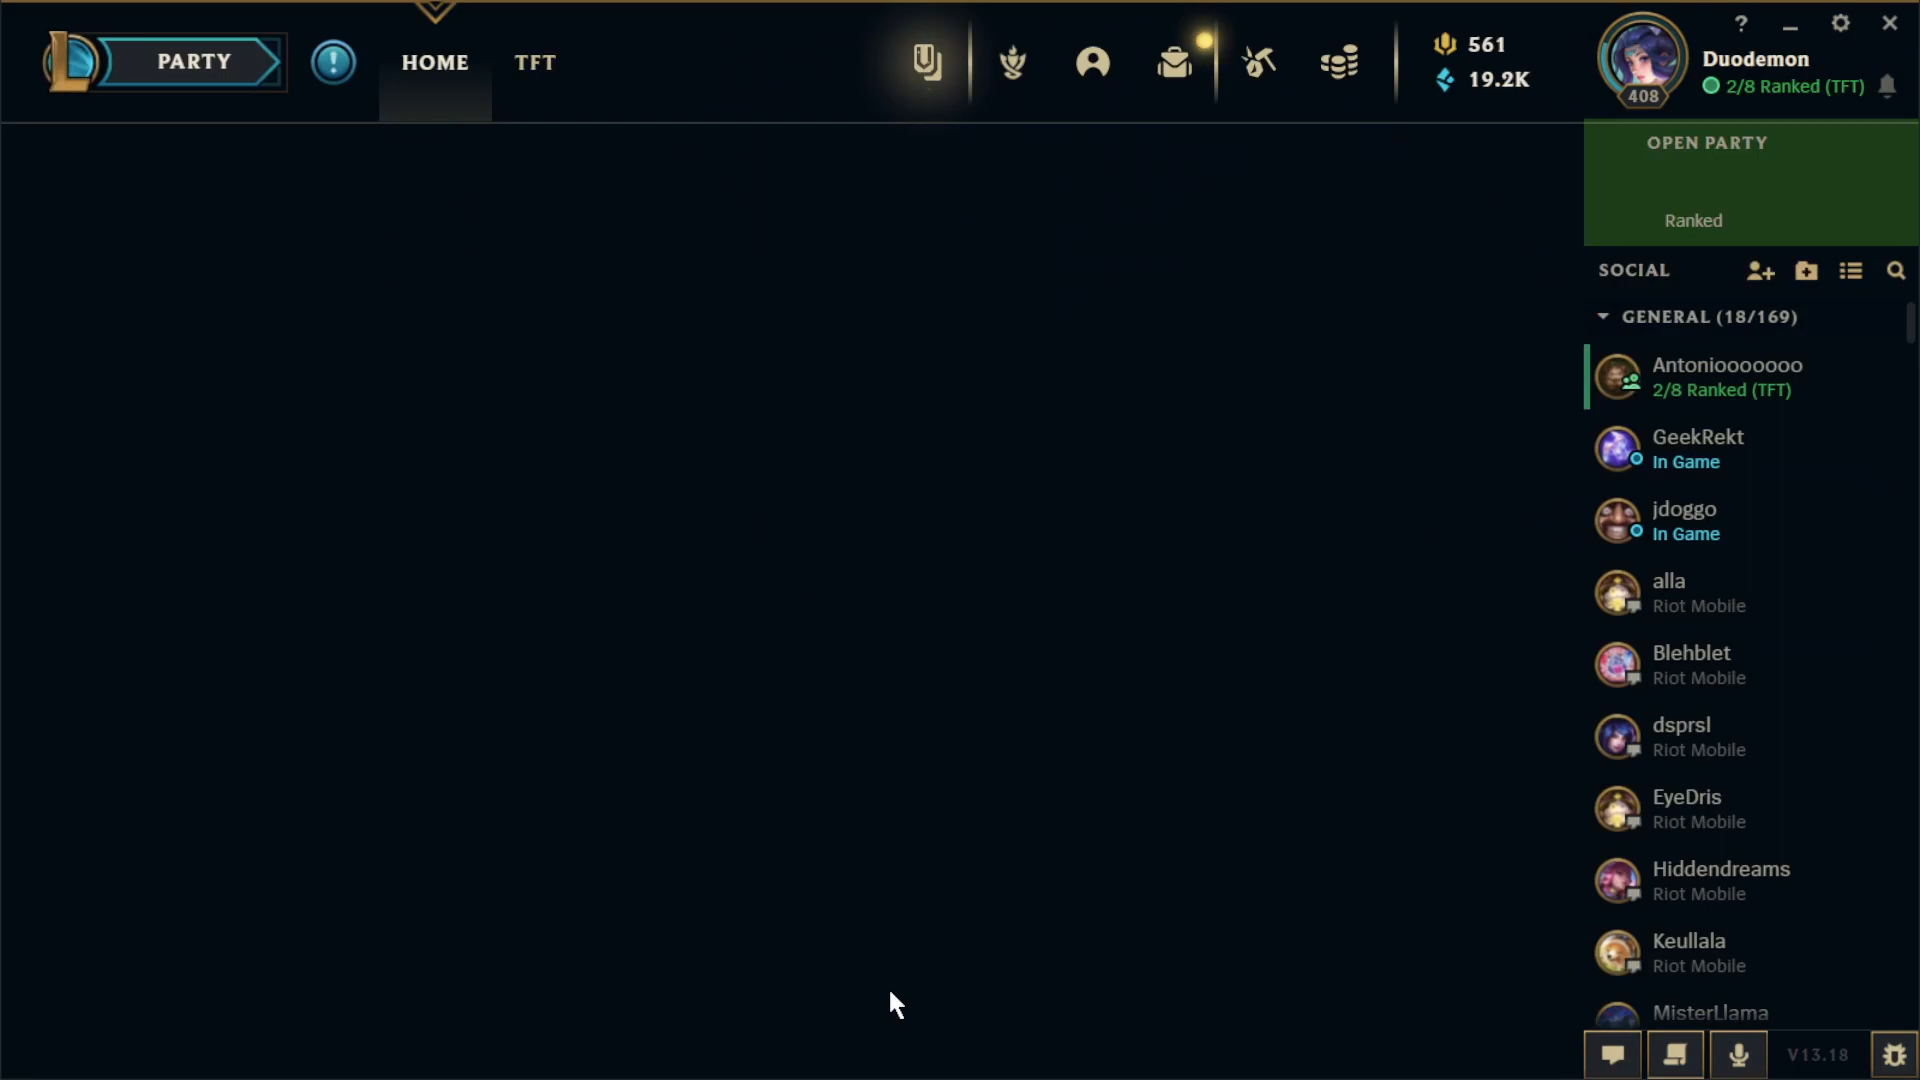 PARTY
HOME
TFT
561
19.2K
408
?
Duodemon
2/8 Ranked (TFT)
OPEN PARTY
Ranked
SOCIAL
GENERAL (18/169)
Antoniooooooo
2/8 Ranked (TFT)
GeekRekt
In Game
jdoggo
In Game
alla
Riot Mobile
Blehblet
Riot Mobile
dsprsl
Riot Mobile
EyeDris
Riot Mobile
Hiddendreams
Riot Mobile
Keullala
Riot Mobile
MisterLlama
V13.18